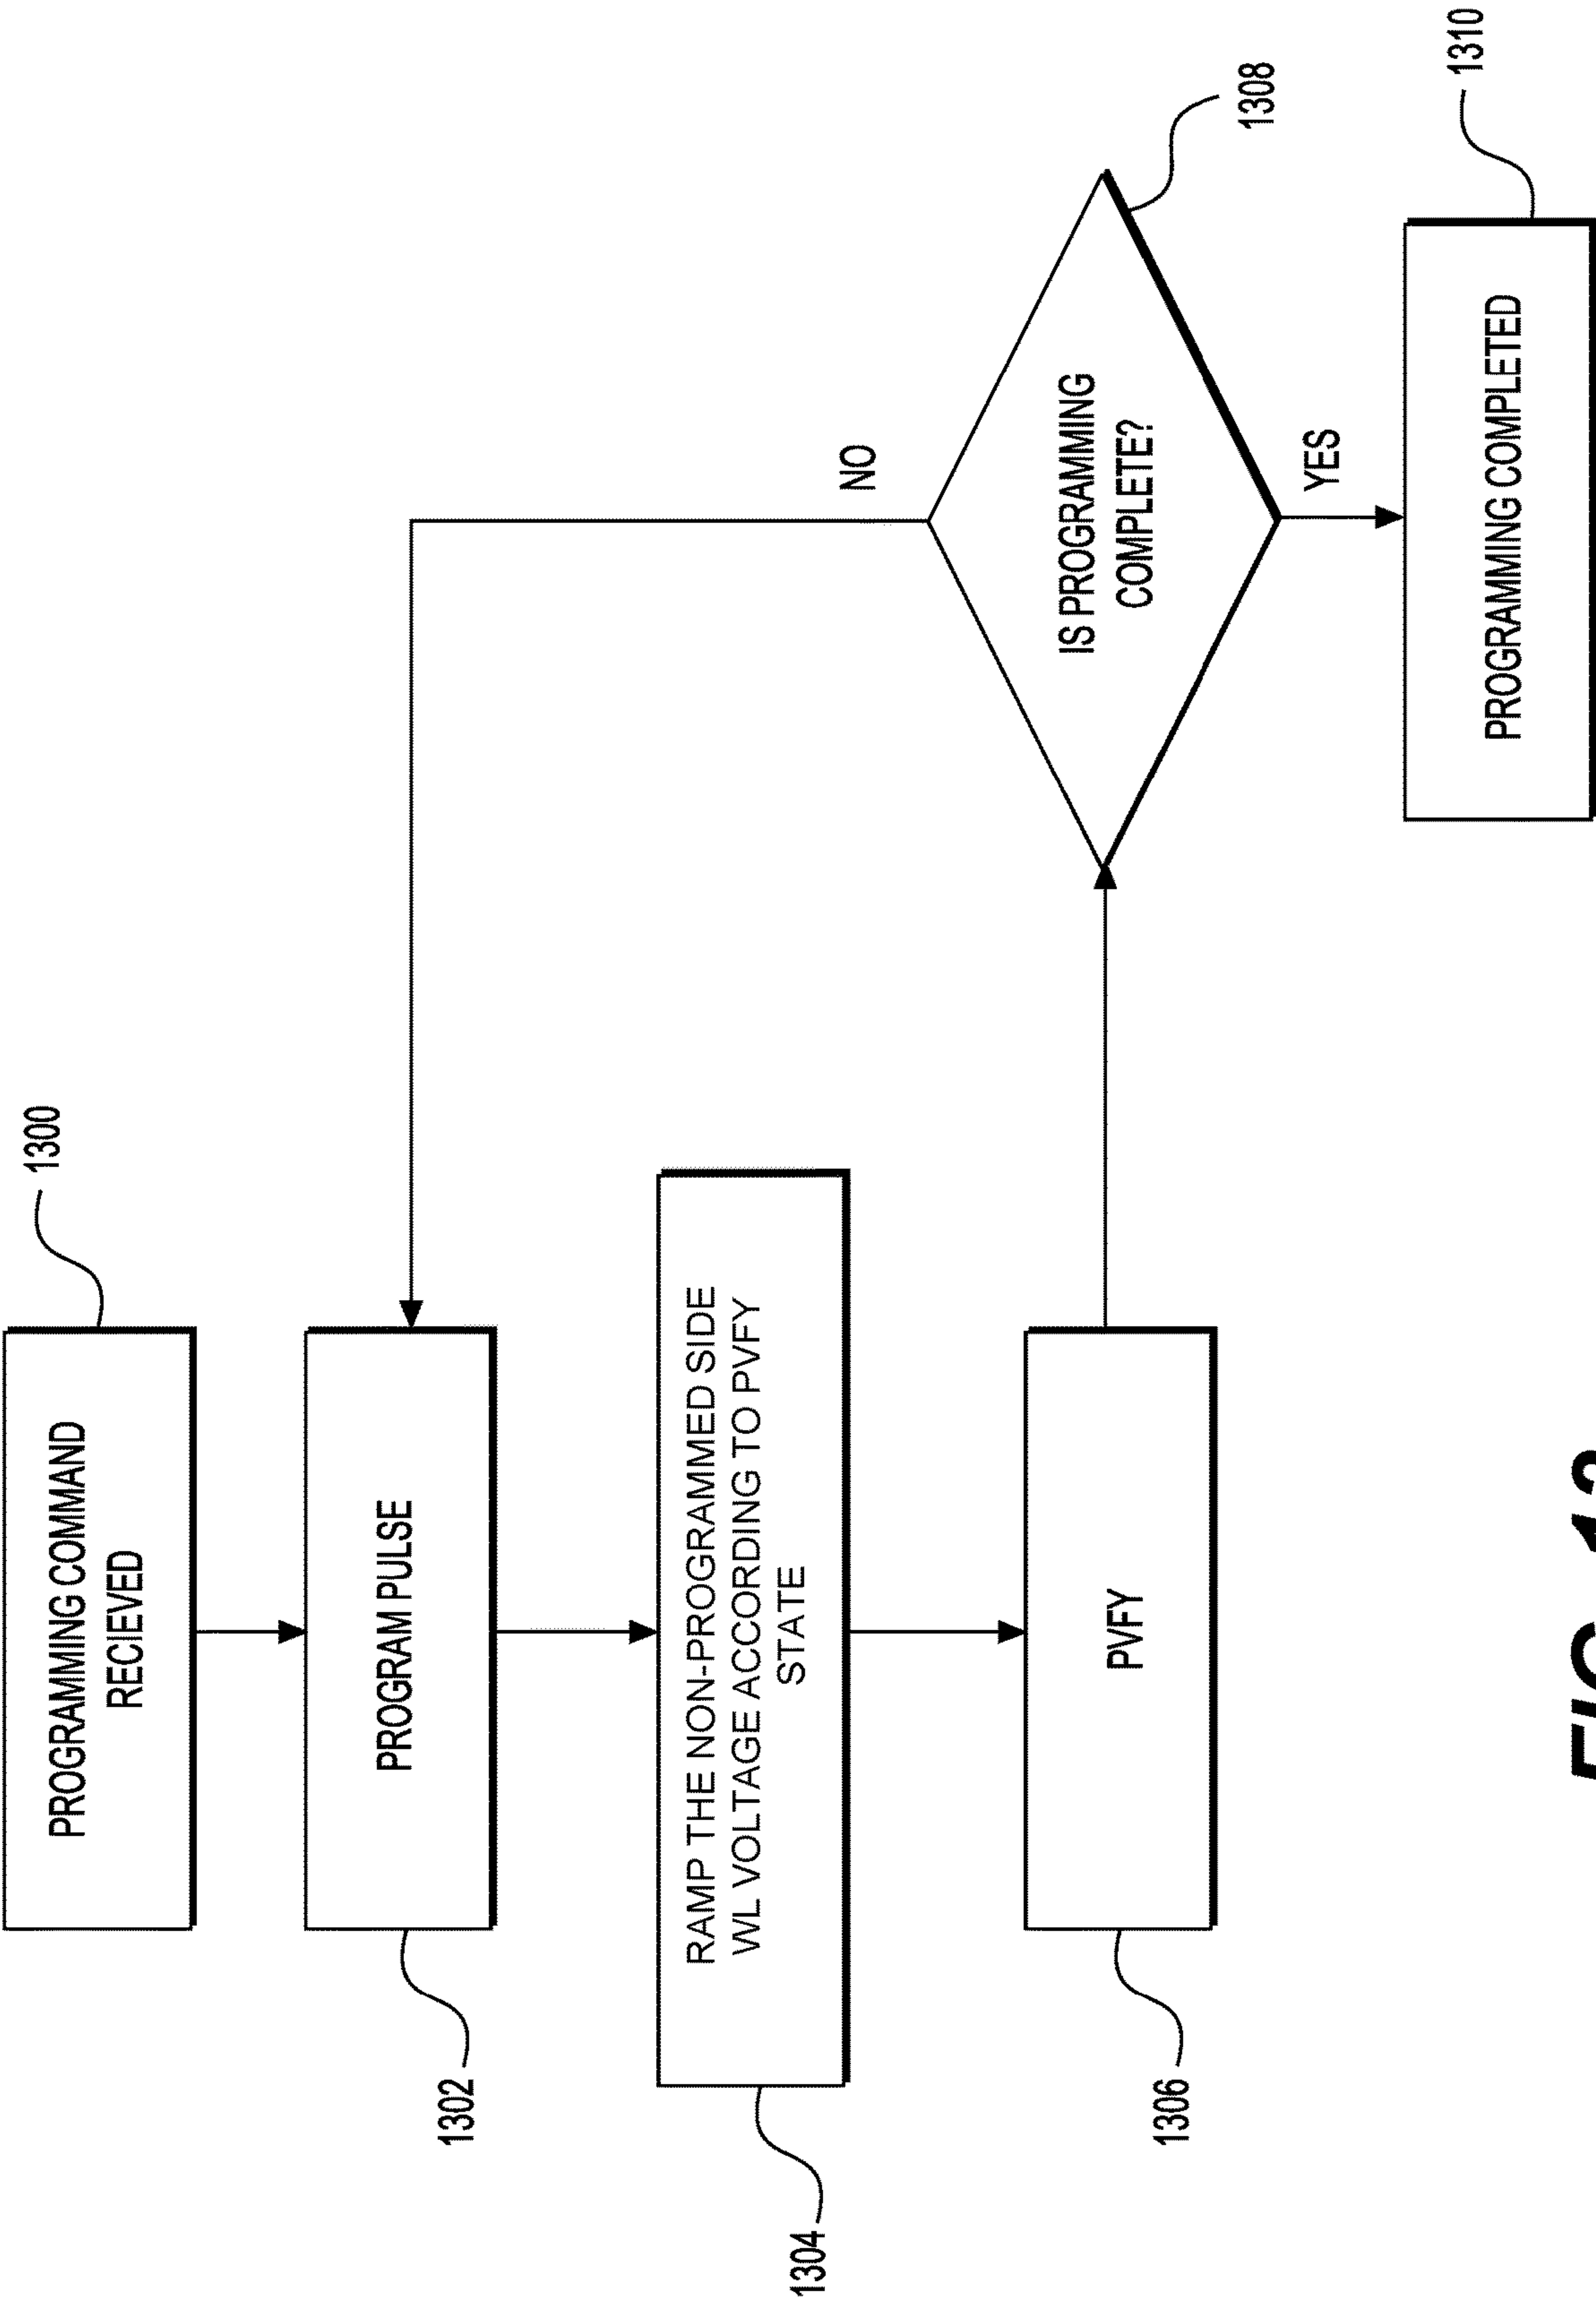 1300
PROGRAMMING COMMAND
RECIEVED
1302
PROGRAM PULSE
1304
RAMP THE NON-PROGRAMMED SIDE
WL VOLTAGE ACCORDING TO PVFY
STATE
1306
PVFY
NO
IS PROGRAMMING
COMPLETE?
1308
YES
PROGRAMMING COMPLETED
1310